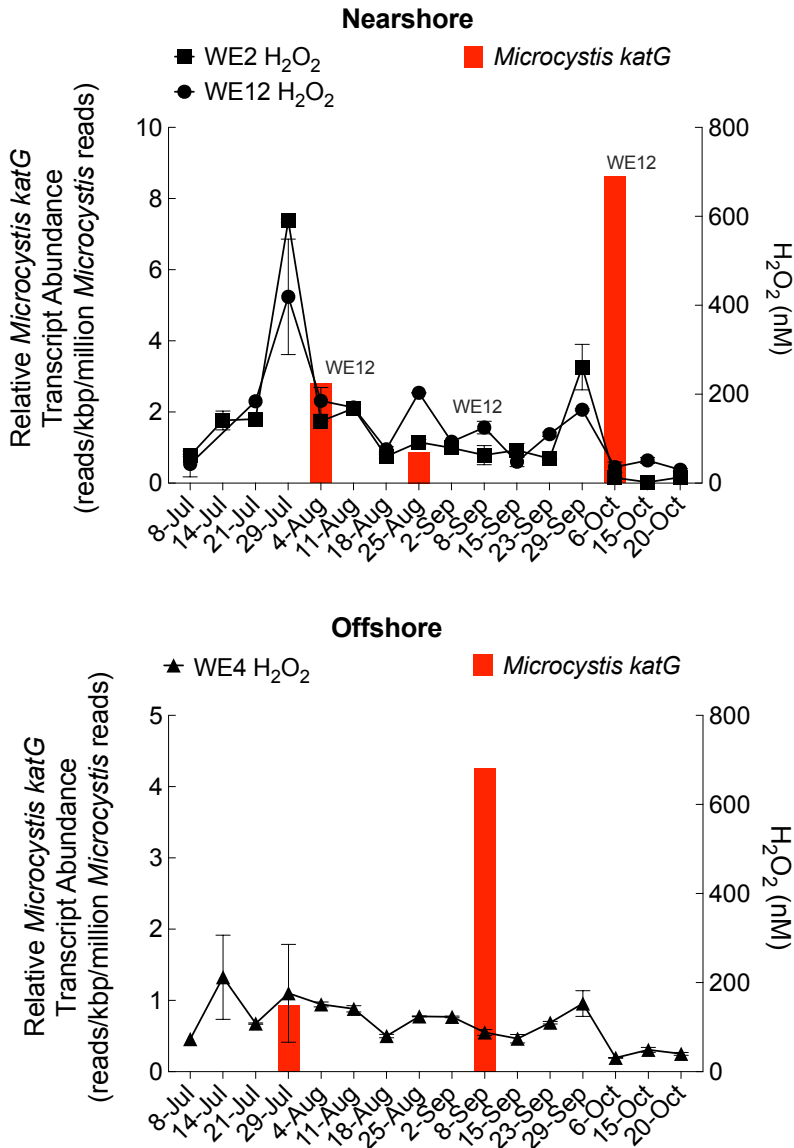 Nearshore
WE2 H₂O₂
Microcystis katG
WE12 H₂O₂
Relative Microcystis katG
Transcript Abundance
(reads/kbp/million Microcystis reads)
10
8
6
4
2
0
800
600
400
200
0
H₂O₂ (nM)
WE12
WE12
WE12
8-Jul
14-Jul
21-Jul
29-Jul
4-Aug
11-Aug
18-Aug
25-Aug
2-Sep
8-Sep
15-Sep
23-Sep
29-Sep
6-Oct
15-Oct
20-Oct
Offshore
WE4 H₂O₂
Microcystis katG
Relative Microcystis katG
Transcript Abundance
(reads/kbp/million Microcystis reads)
5
4
3
2
1
0
800
600
400
200
0
H₂O₂ (nM)
8-Jul
14-Jul
21-Jul
29-Jul
4-Aug
11-Aug
18-Aug
25-Aug
2-Sep
8-Sep
15-Sep
23-Sep
29-Sep
6-Oct
15-Oct
20-Oct